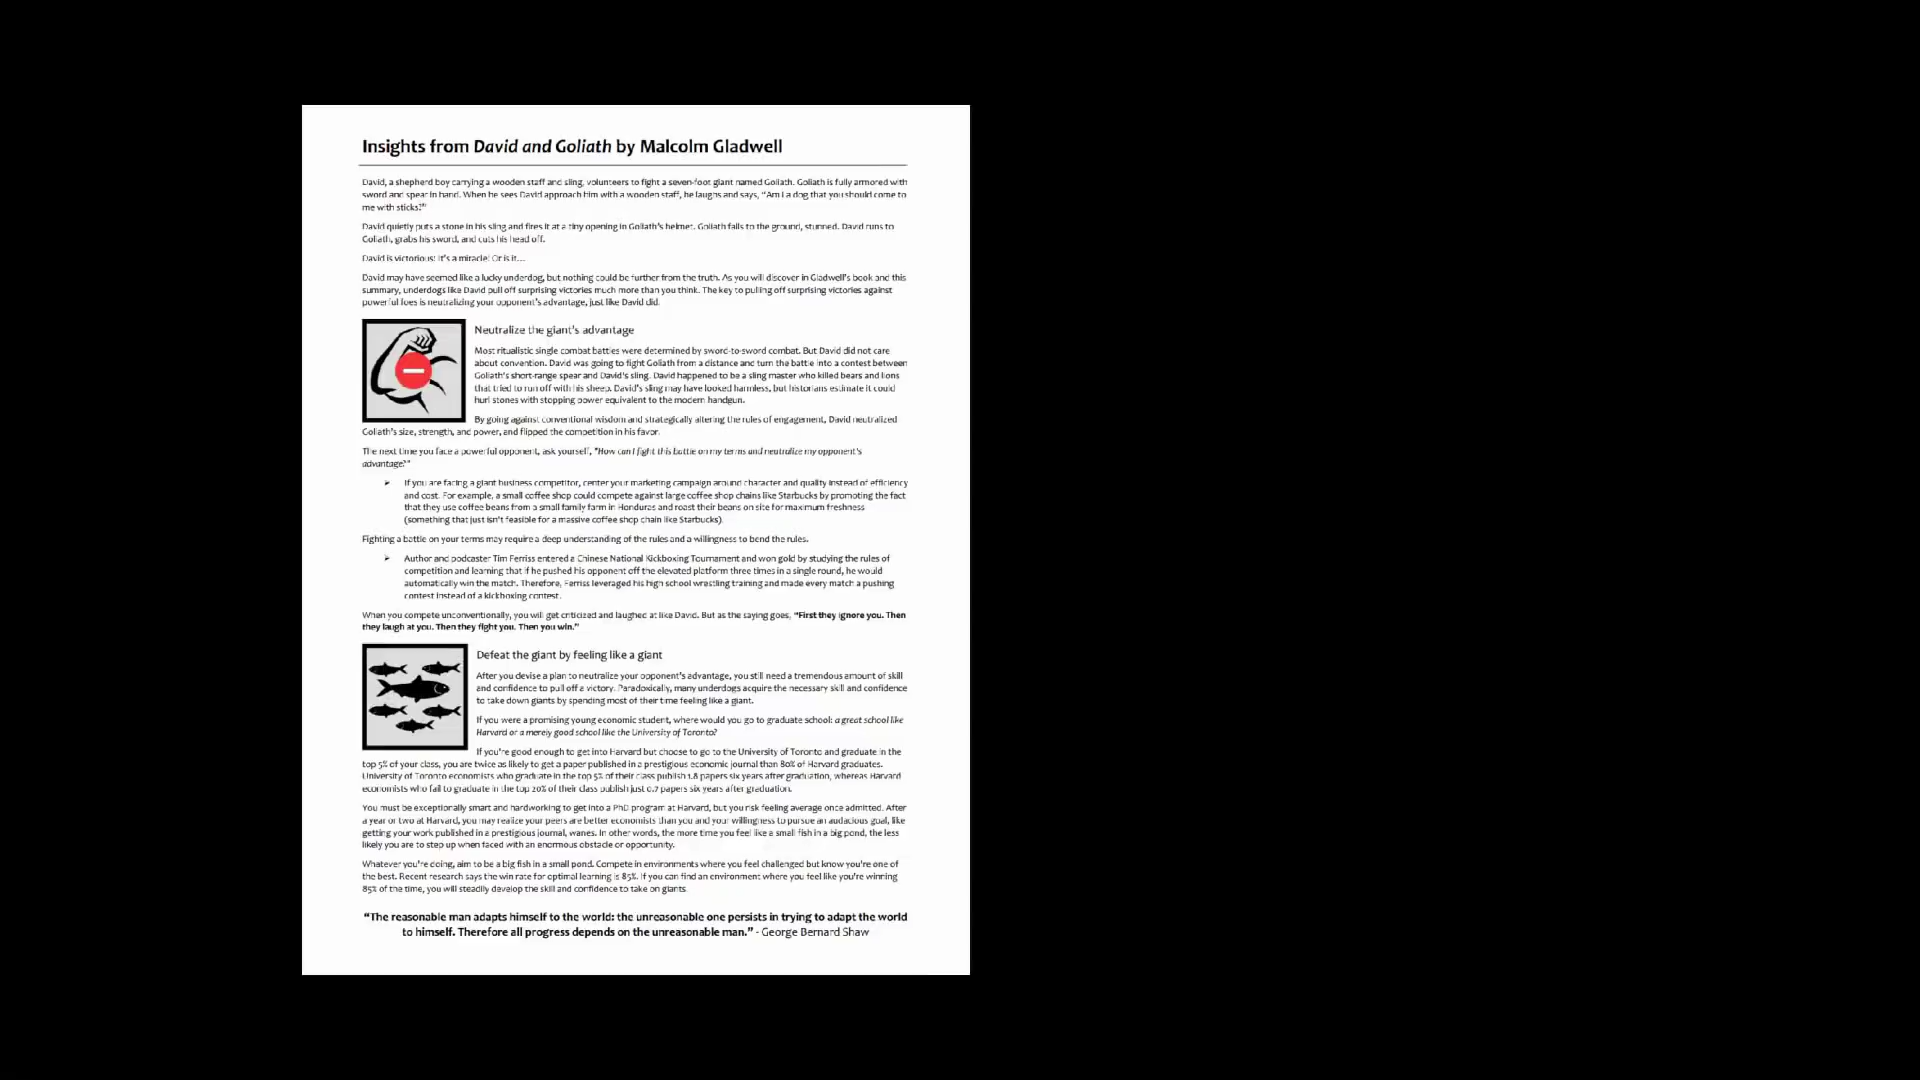 Insights from David and Goliath by Malcolm Gladwell
David, a shepherd boy carrying a wooden staff and sling, volunteers to fight a seven-foot giant named Goliath. Goliath is fully armored with
sword and spear in hand. When he sees David approach him with a wooden staff, he laughs and says, “Am I a dog that you should come to
me with sticks?”
David quietly puts a stone in his sling and fires it at a tiny opening in Goliath’s helmet. Goliath falls to the ground, stunned. David runs to
Goliath, grabs his sword, and cuts his head off.
David is victorious! It’s a miracle! Or is it…
David may have seemed like a lucky underdog, but nothing could be further from the truth. As you will discover in Gladwell’s book and this
summary, underdogs like David pull off surprising victories much more than you think. The key to pulling off surprising victories against
powerful foes is neutralizing your opponent’s advantage, just like David did.
Neutralize the giant’s advantage
Most ritualistic single combat battles were determined by sword-to-sword combat. But David did not care
about convention. David was going to fight Goliath from a distance and turn the battle into a contest between
Goliath’s short-range spear and David’s sling. David happened to be a sling master who killed bears and lions
that tried to run off with his sheep. David’s sling may have looked harmless, but historians estimate it could
hurl stones with stopping power equivalent to the modern handgun.
By going against conventional wisdom and strategically altering the rules of engagement, David neutralized
Goliath’s size, strength, and power, and flipped the competition in his favor.
The next time you face a powerful opponent, ask yourself, “How can I fight this battle on my terms and neutralize my opponent’s
advantage?”
➢ If you are facing a giant business competitor, center your marketing campaign around character and quality instead of efficiency
and cost. For example, a small coffee shop could compete against large coffee shop chains like Starbucks by promoting the fact
that they use coffee beans from a small family farm in Honduras and roast their beans on site for maximum freshness
(something that just isn’t feasible for a massive coffee shop chain like Starbucks).
Fighting a battle on your terms may require a deep understanding of the rules and a willingness to bend the rules.
➢ Author and podcaster Tim Ferriss entered a Chinese National Kickboxing Tournament and won gold by studying the rules of
competition and learning that if he pushed his opponent off the elevated platform three times in a single round, he would
automatically win the match. Therefore, Ferriss leveraged his high school wrestling training and made every match a pushing
contest instead of a kickboxing contest.
When you compete unconventionally, you will get criticized and laughed at like David. But as the saying goes, “First they ignore you. Then
they laugh at you. Then they fight you. Then you win.”
Defeat the giant by feeling like a giant
After you devise a plan to neutralize your opponent’s advantage, you still need a tremendous amount of skill
and confidence to pull off a victory. Paradoxically, many underdogs acquire the necessary skill and confidence
to take down giants by spending most of their time feeling like a giant.
If you were a promising young economic student, where would you go to graduate school: a great school like
Harvard or a merely good school like the University of Toronto?
If you’re good enough to get into Harvard but choose to go to the University of Toronto and graduate in the
top 5% of your class, you are twice as likely to get a paper published in a prestigious economic journal than 80% of Harvard graduates.
University of Toronto economists who graduate in the top 5% of their class publish 1.8 papers six years after graduation, whereas Harvard
economists who fail to graduate in the top 20% of their class publish just 0.7 papers six years after graduation.
You must be exceptionally smart and hardworking to get into a PhD program at Harvard, but you risk feeling average once admitted. After
a year or two at Harvard, you may realize your peers are better economists than you and your willingness to pursue an audacious goal, like
getting your work published in a prestigious journal, wanes. In other words, the more time you feel like a small fish in a big pond, the less
likely you are to step up when faced with an enormous obstacle or opportunity.
Whatever you’re doing, aim to be a big fish in a small pond. Compete in environments where you feel challenged but know you’re one of
the best. Recent research says the win rate for optimal learning is 85%. If you can find an environment where you feel like you’re winning
85% of the time, you will steadily develop the skill and confidence to take on giants.
“The reasonable man adapts himself to the world: the unreasonable one persists in trying to adapt the world
to himself. Therefore all progress depends on the unreasonable man.” - George Bernard Shaw